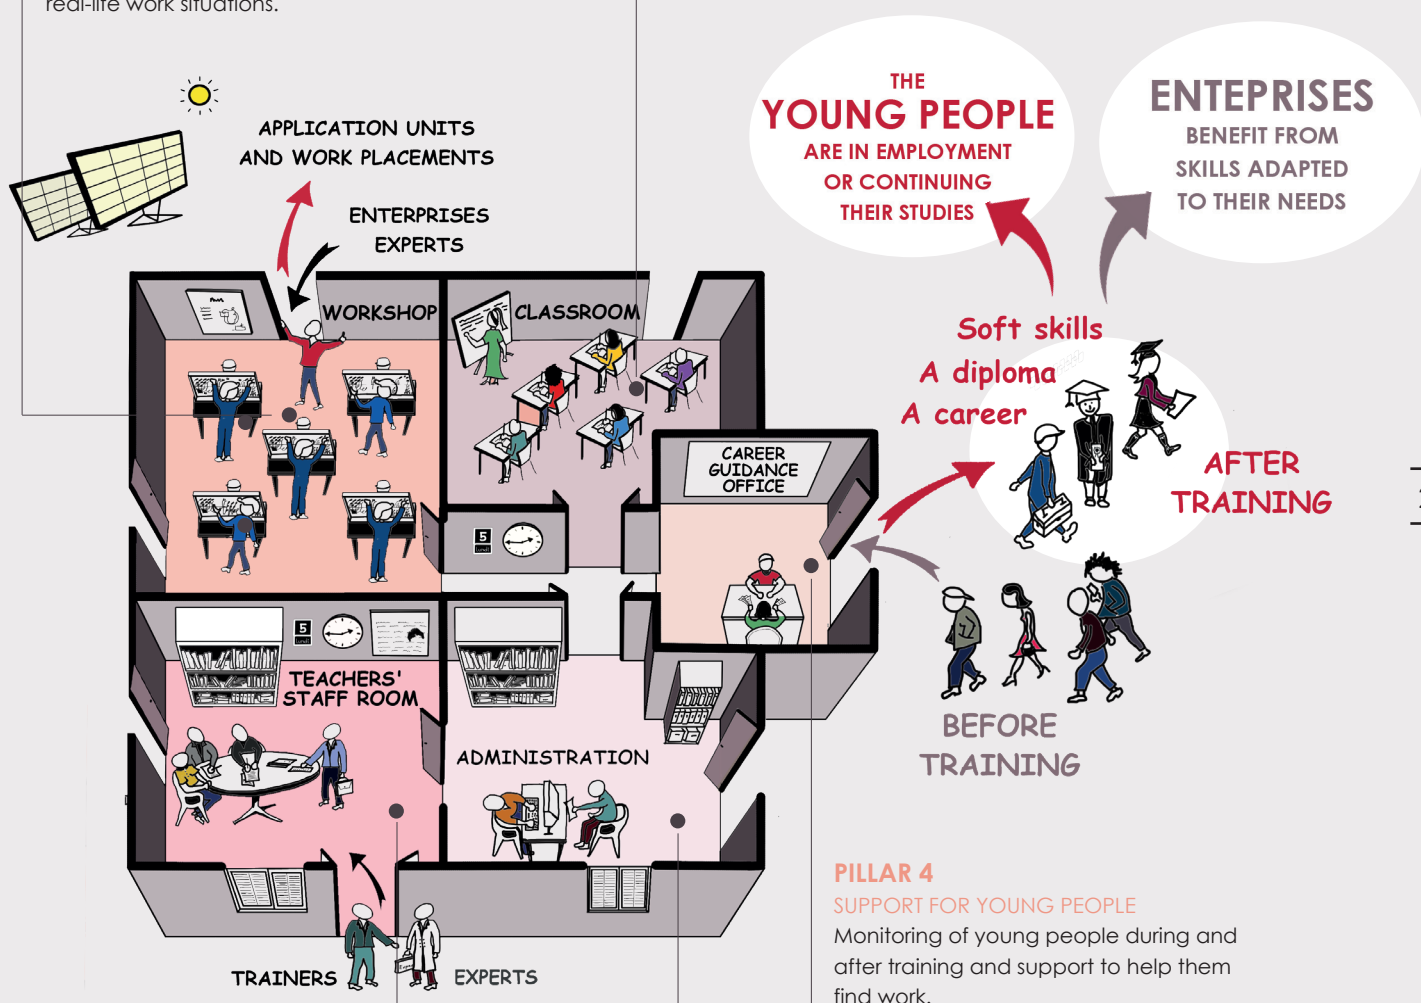 real-life work situations.
APPLICATION UNITS
AND WORK PLACEMENTS
ENTERPRISES
EXPERTS
THE
YOUNG PEOPLE
ARE IN EMPLOYMENT
OR CONTINUING
THEIR STUDIES
ENTEPRISES
BENEFIT FROM
SKILLS ADAPTED
TO THEIR NEEDS
WORKSHOP
CLASSROOM
Soft skills
A diploma
A career
AFTER
TRAINING
CAREER
GUIDANCE
OFFICE
5
lundi
5
lundi
TEACHERS'
STAFF ROOM
ADMINISTRATION
BEFORE
TRAINING
TRAINERS
EXPERTS
PILLAR 4
SUPPORT FOR YOUNG PEOPLE
Monitoring of young people during and
after training and support to help them
find work.